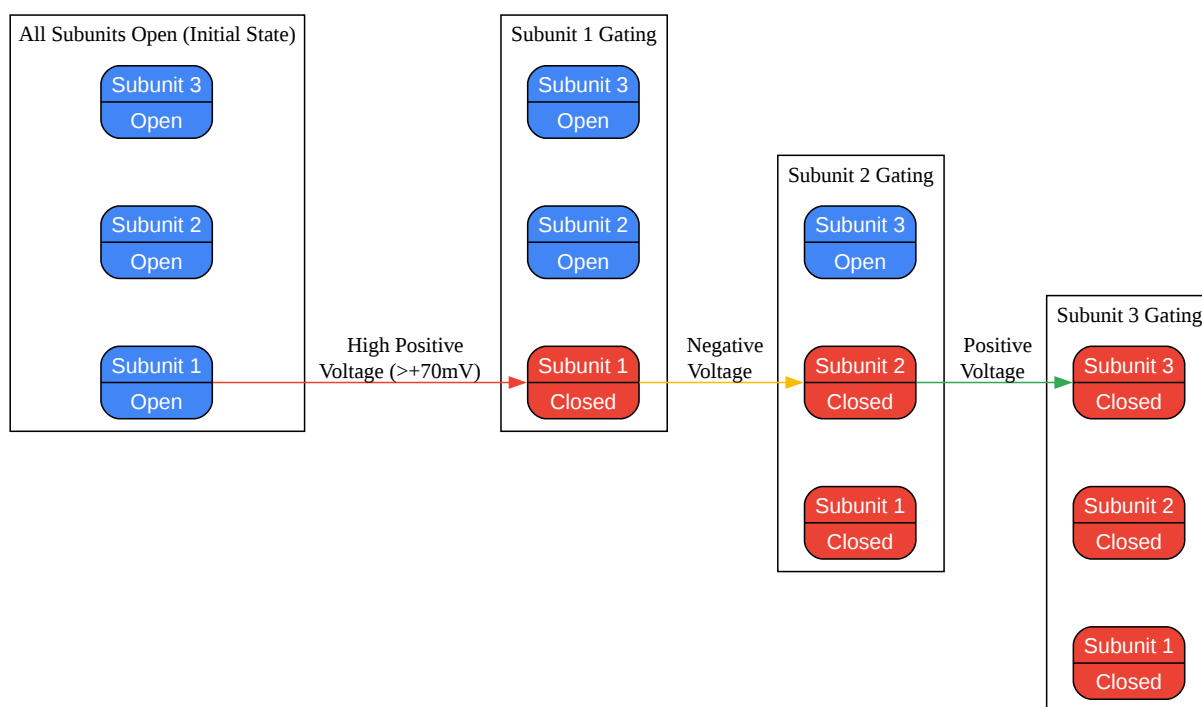 All Subunits Open (Initial State)
Subunit 3
Open
Subunit 2
Open
Subunit 1
Open
High Positive
Voltage (>+70mV)
Subunit 1 Gating
Subunit 3
Open
Subunit 2
Open
Subunit 1
Closed
Negative
Voltage
Subunit 2 Gating
Subunit 3
Open
Subunit 2
Closed
Subunit 1
Closed
Positive
Voltage
Subunit 3 Gating
Subunit 3
Closed
Subunit 2
Closed
Subunit 1
Closed